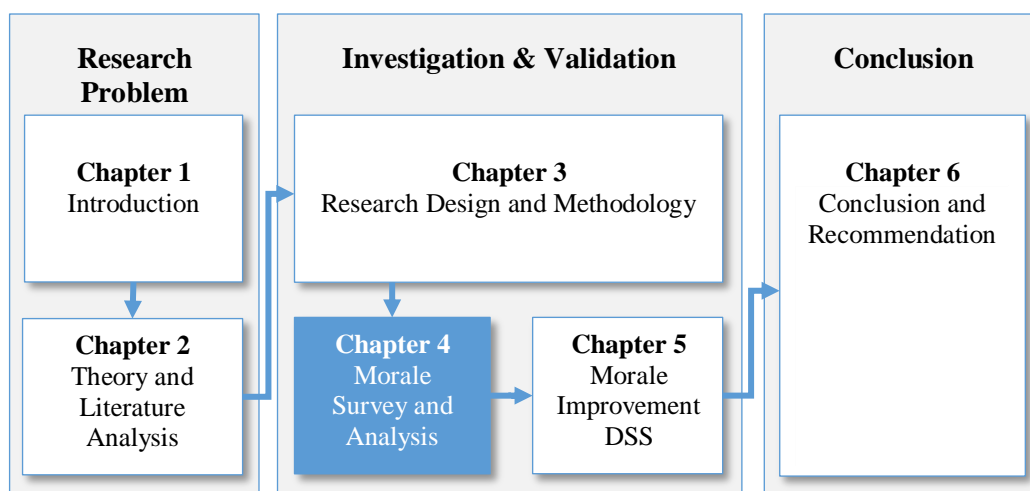 Research
Problem
Chapter 1
Introduction
Chapter 2
Theory and
Literature
Analysis
Investigation & Validation
Chapter 3
Research Design and Methodology
Chapter 4
Morale
Survey and
Analysis
Chapter 5
Morale
Improvement
DSS
Conclusion
Chapter 6
Conclusion and
Recommendation